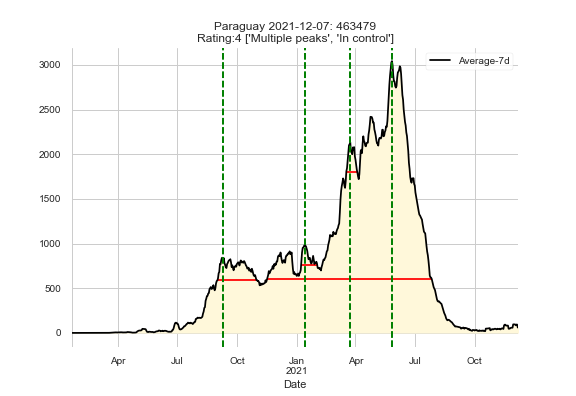 Paraguay 2021-12-07: 463479
Rating:4 ['Multiple peaks', 'In control']
Average-7d
3000
2500
2000
1500
1000
500
0
Apr Jul Oct Jan Apr Jul Oct
2021
Date